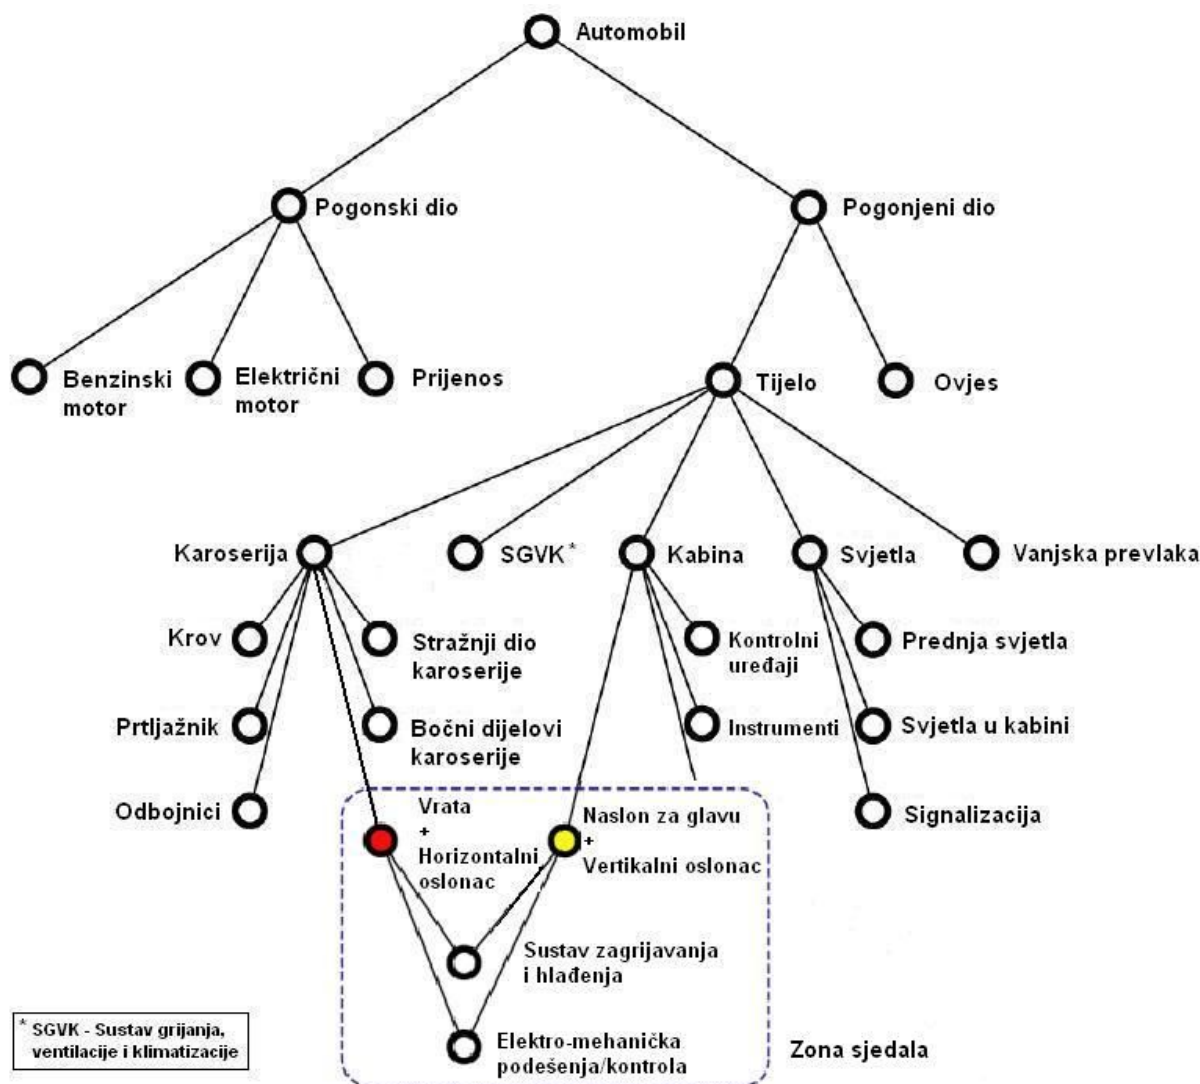 Automobil
Pogonski dio
Pogonjeni dio
Benzinski
motor
Električni
motor
Prijenos
Tijelo
Ovjes
Karoserija
SGVK *
Kabina
Svjetla
Vanjska prevlaka
Krov
Stražnji dio
karoserije
Kontrolni
uređaji
Prednja svjetla
Prtljažnik
Bočni dijelovi
karoserije
Instrumenti
Svjetla u kabini
Odbojnici
Vrata
+
Horizontalni
oslonac
Naslon za glavu
+
Vertikalni oslonac
Signalizacija
Sustav zagrijavanja
i hlađenja
Elektro-mehanička
podešenja/kontrola
Zona sjedala
* SGVK - Sustav grijanja,
ventilacije i klimatizacije